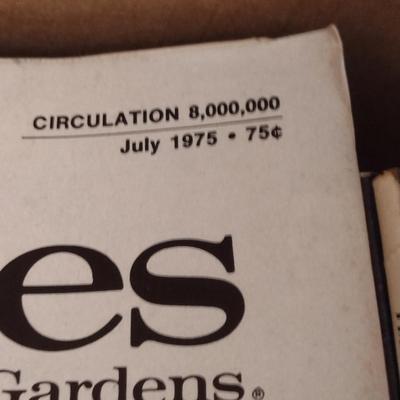 CIRCULATION 8,000,000
July 1975 • 75¢
es
Gardens®